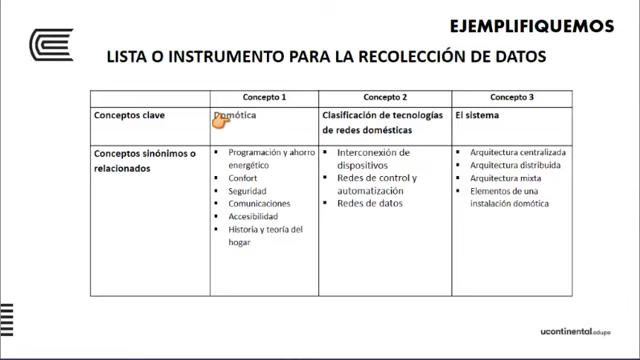 EJEMPLIFIQUEMOS
LISTA O INSTRUMENTO PARA LA RECOLECCIÓN DE DATOS
Concepto 1
Concepto 2
Concepto 3
Conceptos clave
Domótica
Clasificación de tecnologías
de redes domésticas
El sistema
Conceptos sinónimos o
relacionados
Programación y ahorro
energético
Confort
Seguridad
Comunicaciones
Accesibilidad
Historia y teoría del
hogar
Interconexión de
dispositivos
Redes de control y
automatización
Redes de datos
Arquitectura centralizada
Arquitectura distribuida
Arquitectura mixta
Elementos de una
instalación domótica
ucontinental.edu.pe